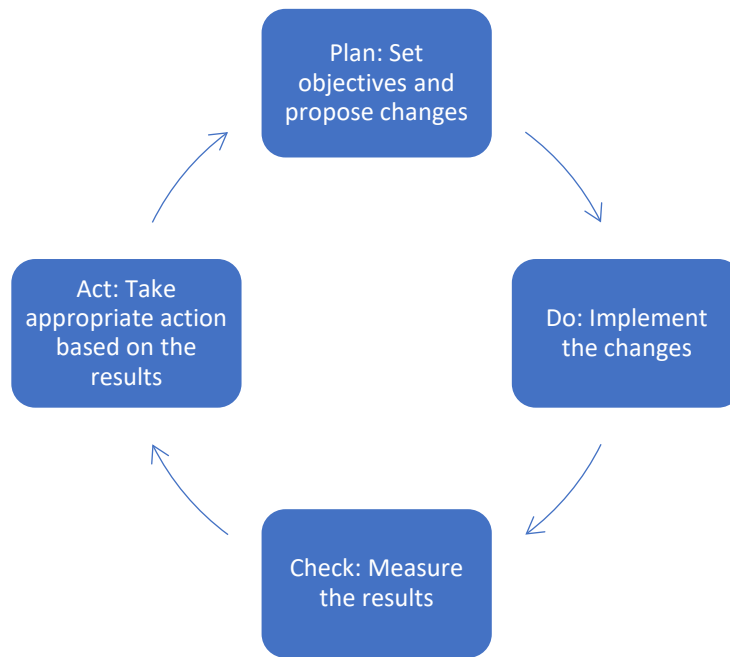 Plan: Set
objectives and
propose changes
Do: Implement
the changes
Check: Measure
the results
Act: Take
appropriate action
based on the
results